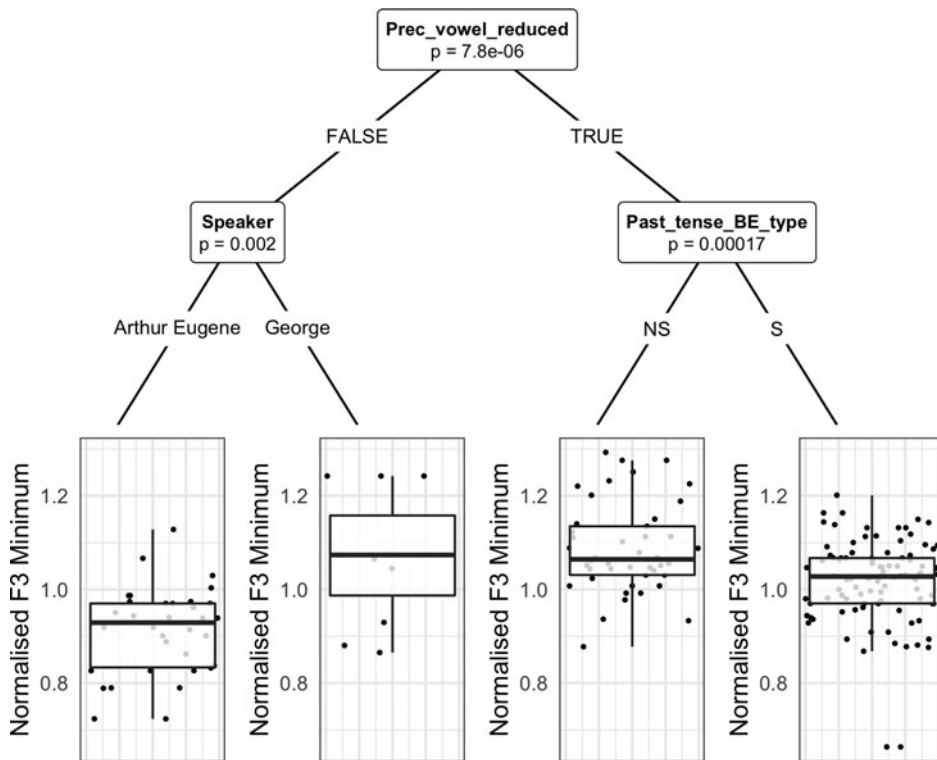 Prec_vowel_reduced
p = 7.8e-06
FALSE
TRUE
Speaker
p = 0.002
Past_tense_BE_type
p = 0.00017
Arthur Eugene
George
NS
S
Normalised F3 Minimum
1.2
1.0
0.8
Normalised F3 Minimum
1.2
1.0
0.8
Normalised F3 Minimum
1.2
1.0
0.8
Normalised F3 Minimum
1.2
1.0
0.8